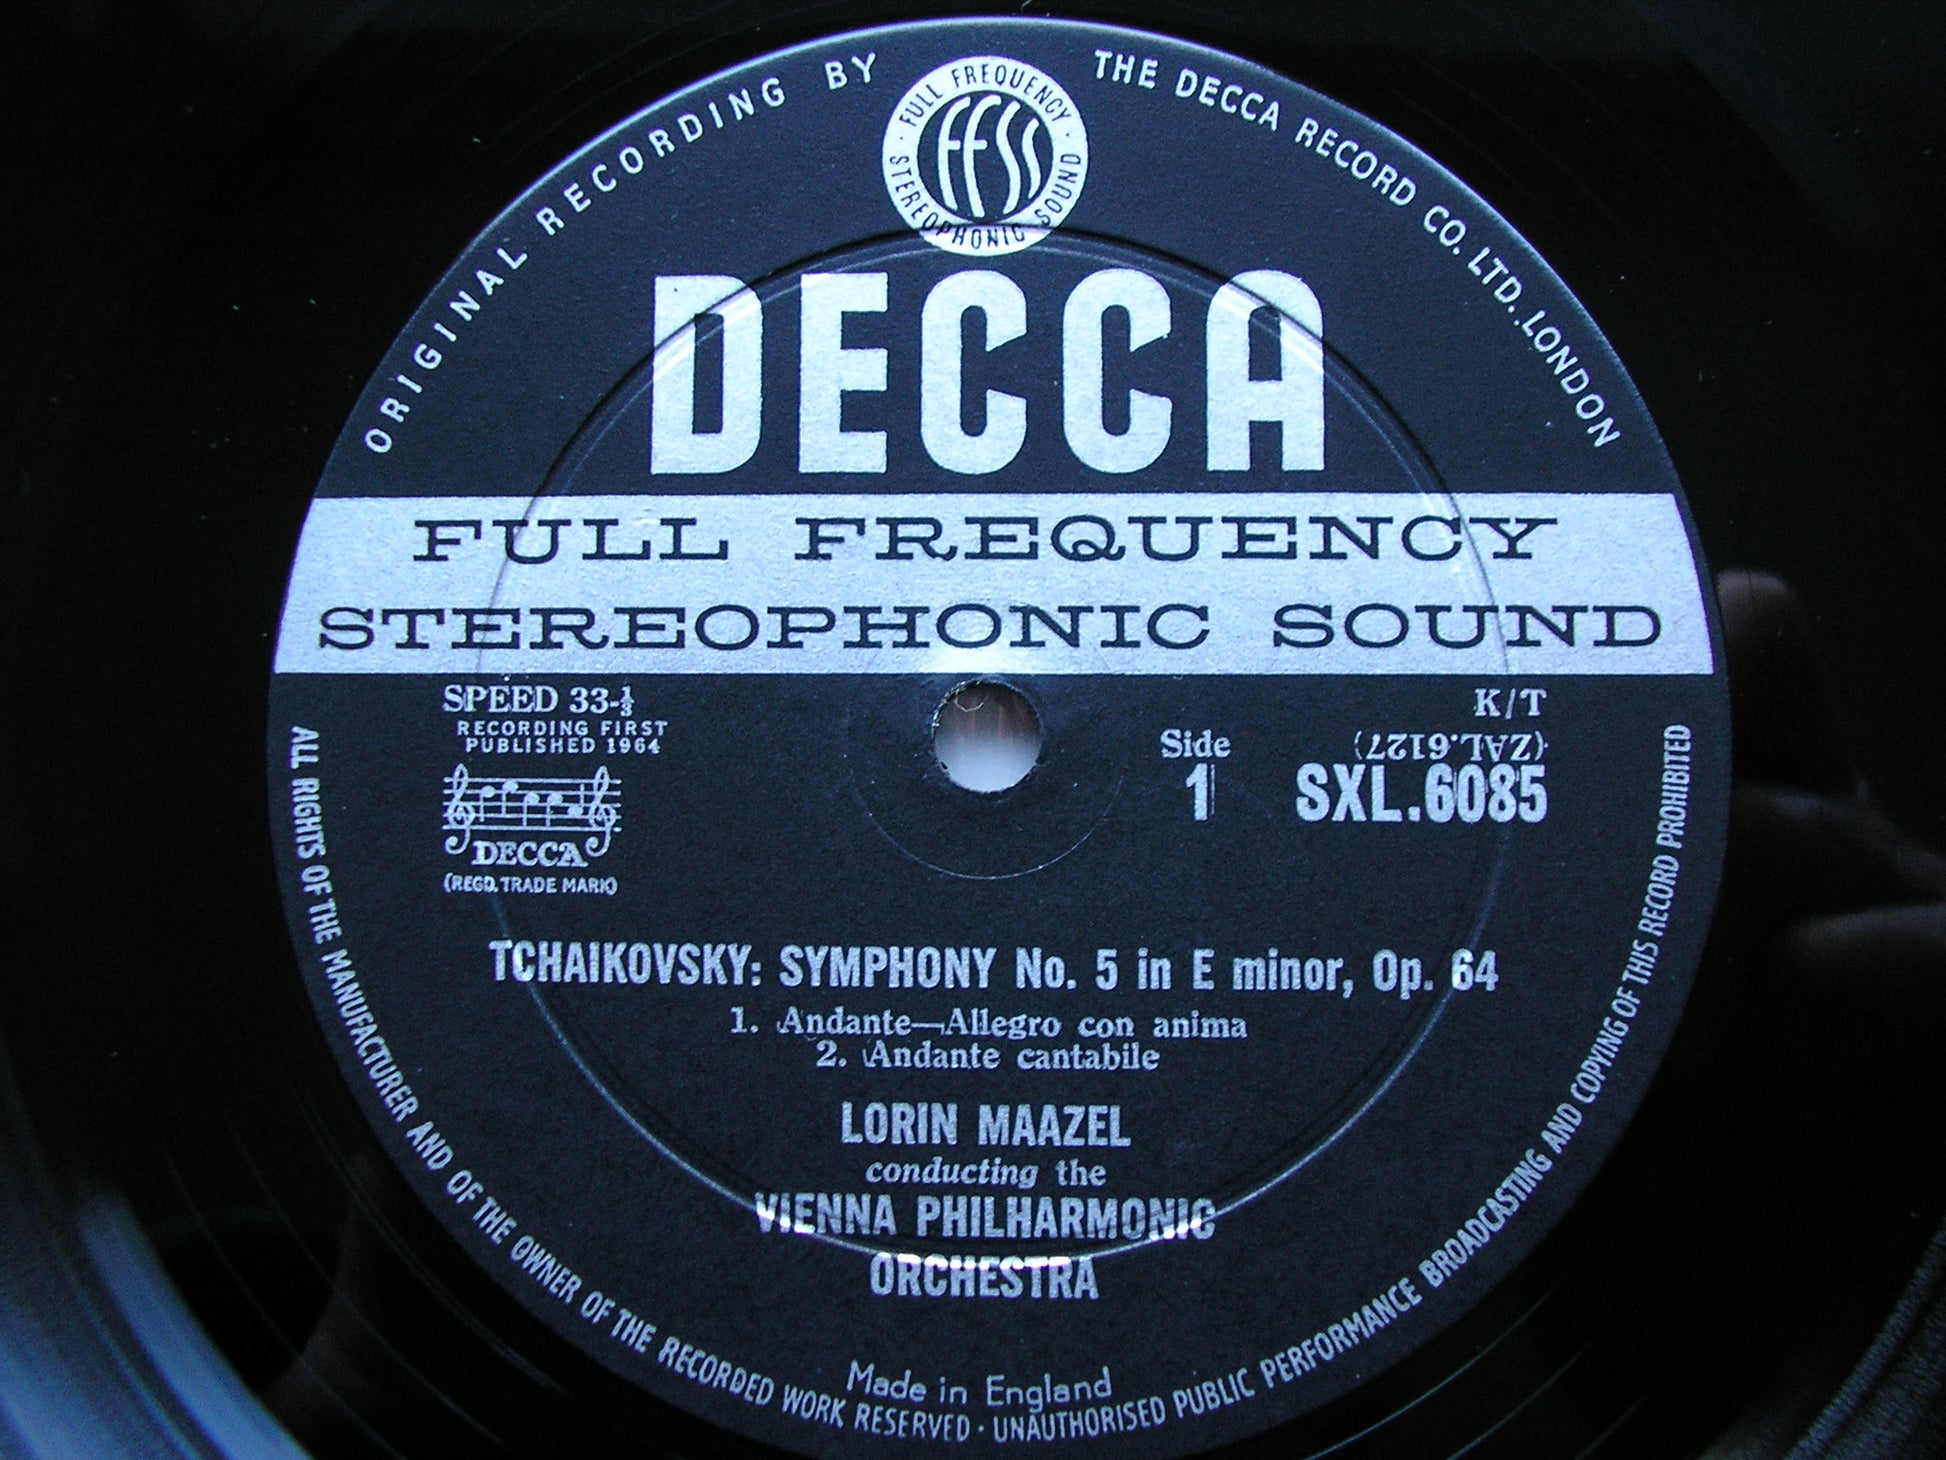 ORIGINAL RECORDING BY
THE DECCA RECORD CO. LTD., LONDON
FULL FREQUENCY
STEREOPHONIC SOUND
FFSS
DECCA
FULL FREQUENCY
STEREOPHONIC SOUND
SPEED 33-⅓
RECORDING FIRST
PUBLISHED 1964
DECCA
(REGD. TRADE MARK)
Side
1
K/T
(ZAL.6127)
SXL.6085
TCHAIKOVSKY: SYMPHONY No. 5 in E minor, Op. 64
1. Andante—Allegro con anima
2. Andante cantabile
LORIN MAAZEL
conducting the
VIENNA PHILHARMONIC
ORCHESTRA
Made in England
ALL RIGHTS OF THE MANUFACTURER AND OF THE OWNER OF THE RECORDED WORK RESERVED · UNAUTHORISED PUBLIC PERFORMANCE BROADCASTING AND COPYING OF THIS RECORD PROHIBITED